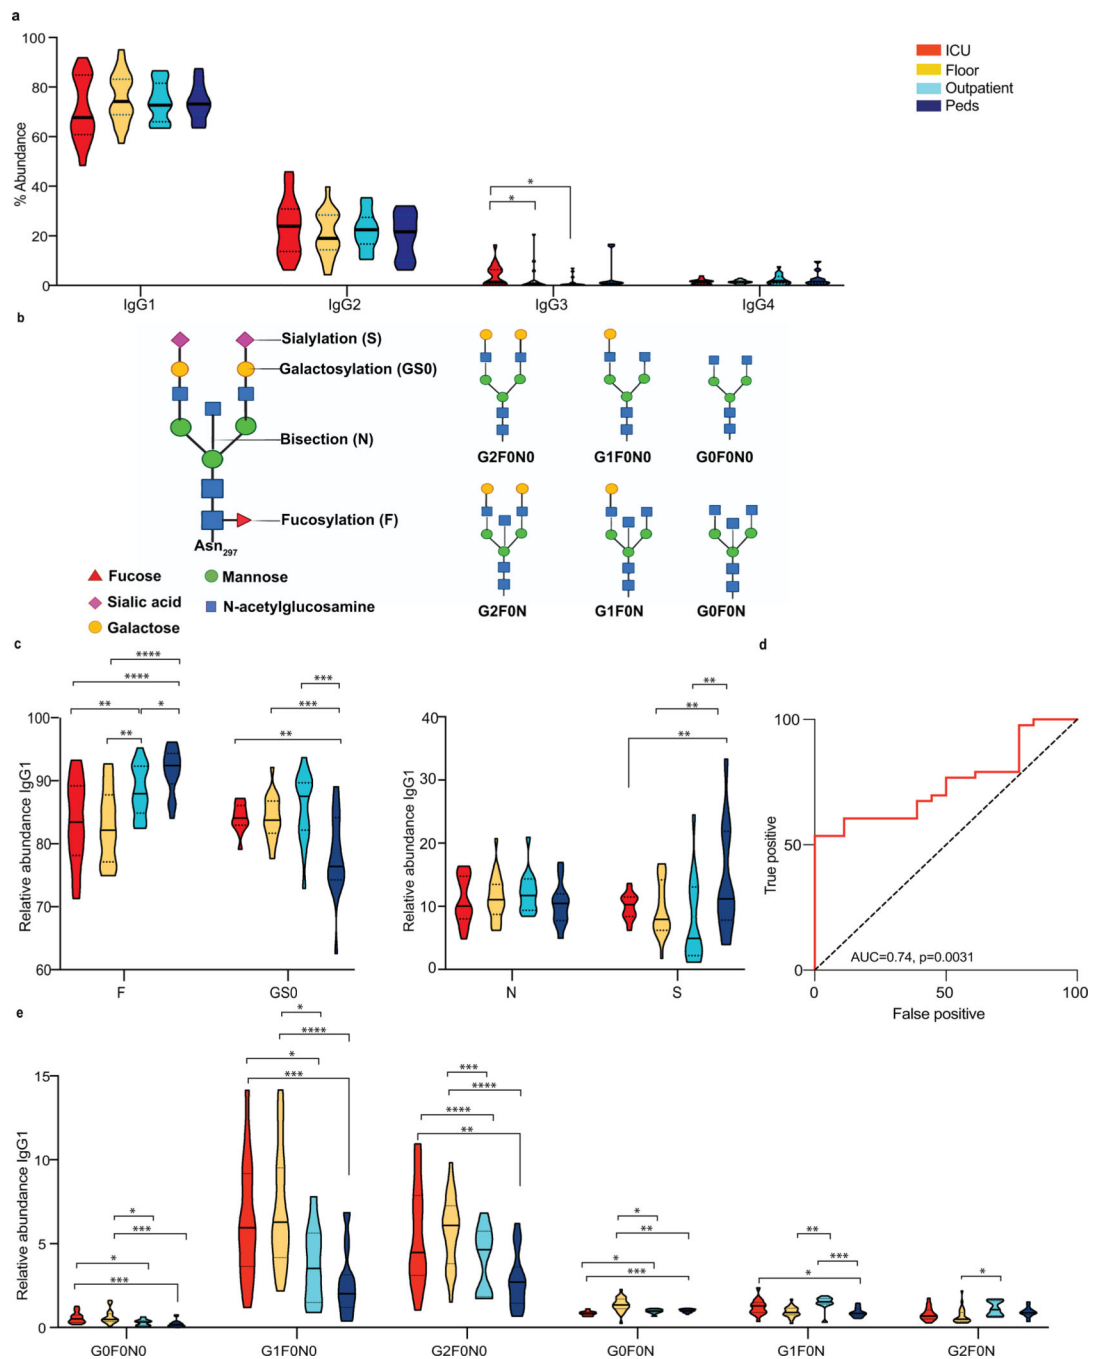 a
100
80
60
40
20
0
% Abundance
*
*
IgG1 IgG2 IgG3 IgG4
ICU
Floor
Outpatient
Peds
b
Sialylation (S)
Galactosylation (GS0)
Bisection (N)
Fucosylation (F)
Asn297
Fucose
Mannose
Sialic acid
N-acetylglucosamine
Galactose
G2F0N0 G1F0N0 G0F0N0
G2F0N G1F0N G0F0N
c
****
****
** *
**
***
***
**
100
90
80
70
60
Relative abundance IgG1
F GS0
**
**
**
40
30
20
10
0
Relative abundance IgG1
N S
d
100
50
0
True positive
AUC=0.74, p=0.0031
0 50 100
False positive
e
*
****
*
***
***
****
****
**
*
***
*
***
*
**
*
***
**
***
*
*
15
10
5
0
Relative abundance IgG1
G0F0N0 G1F0N0 G2F0N0 G0F0N G1F0N G2F0N